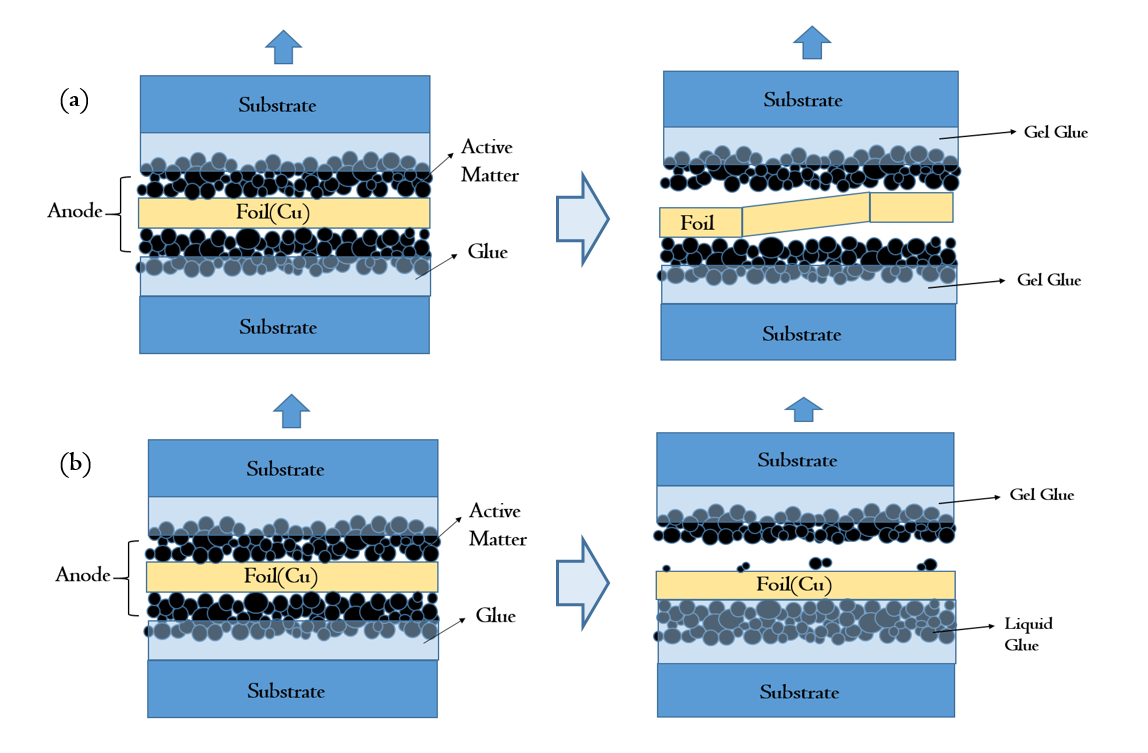 (a)
Substrate
Active
Matter
Anode
Foil(Cu)
Glue
Substrate
Substrate
Gel Glue
Foil
Gel Glue
Substrate
(b)
Substrate
Active
Matter
Anode
Foil(Cu)
Glue
Substrate
Substrate
Gel Glue
Foil(Cu)
Liquid
Glue
Substrate